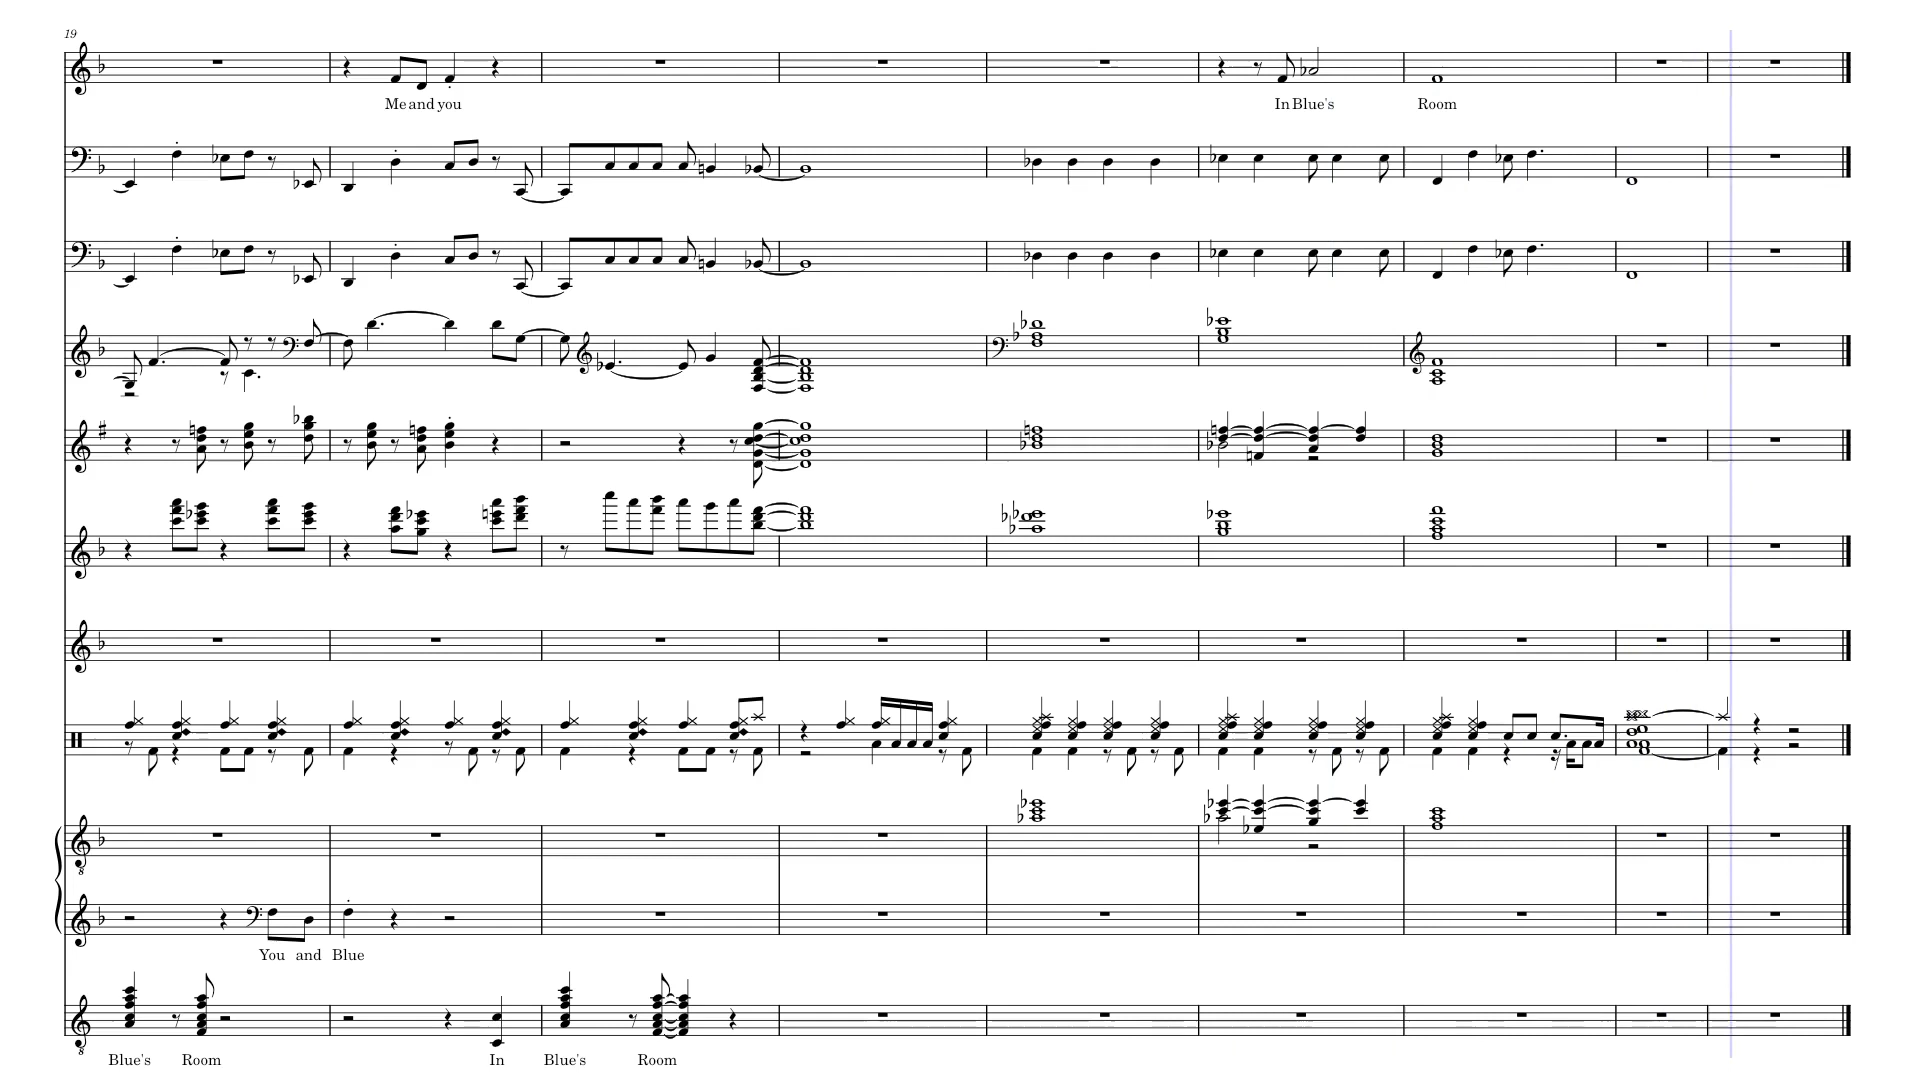 19
Me and you In Blue's Room
You and Blue
Blue's Room In Blue's Room